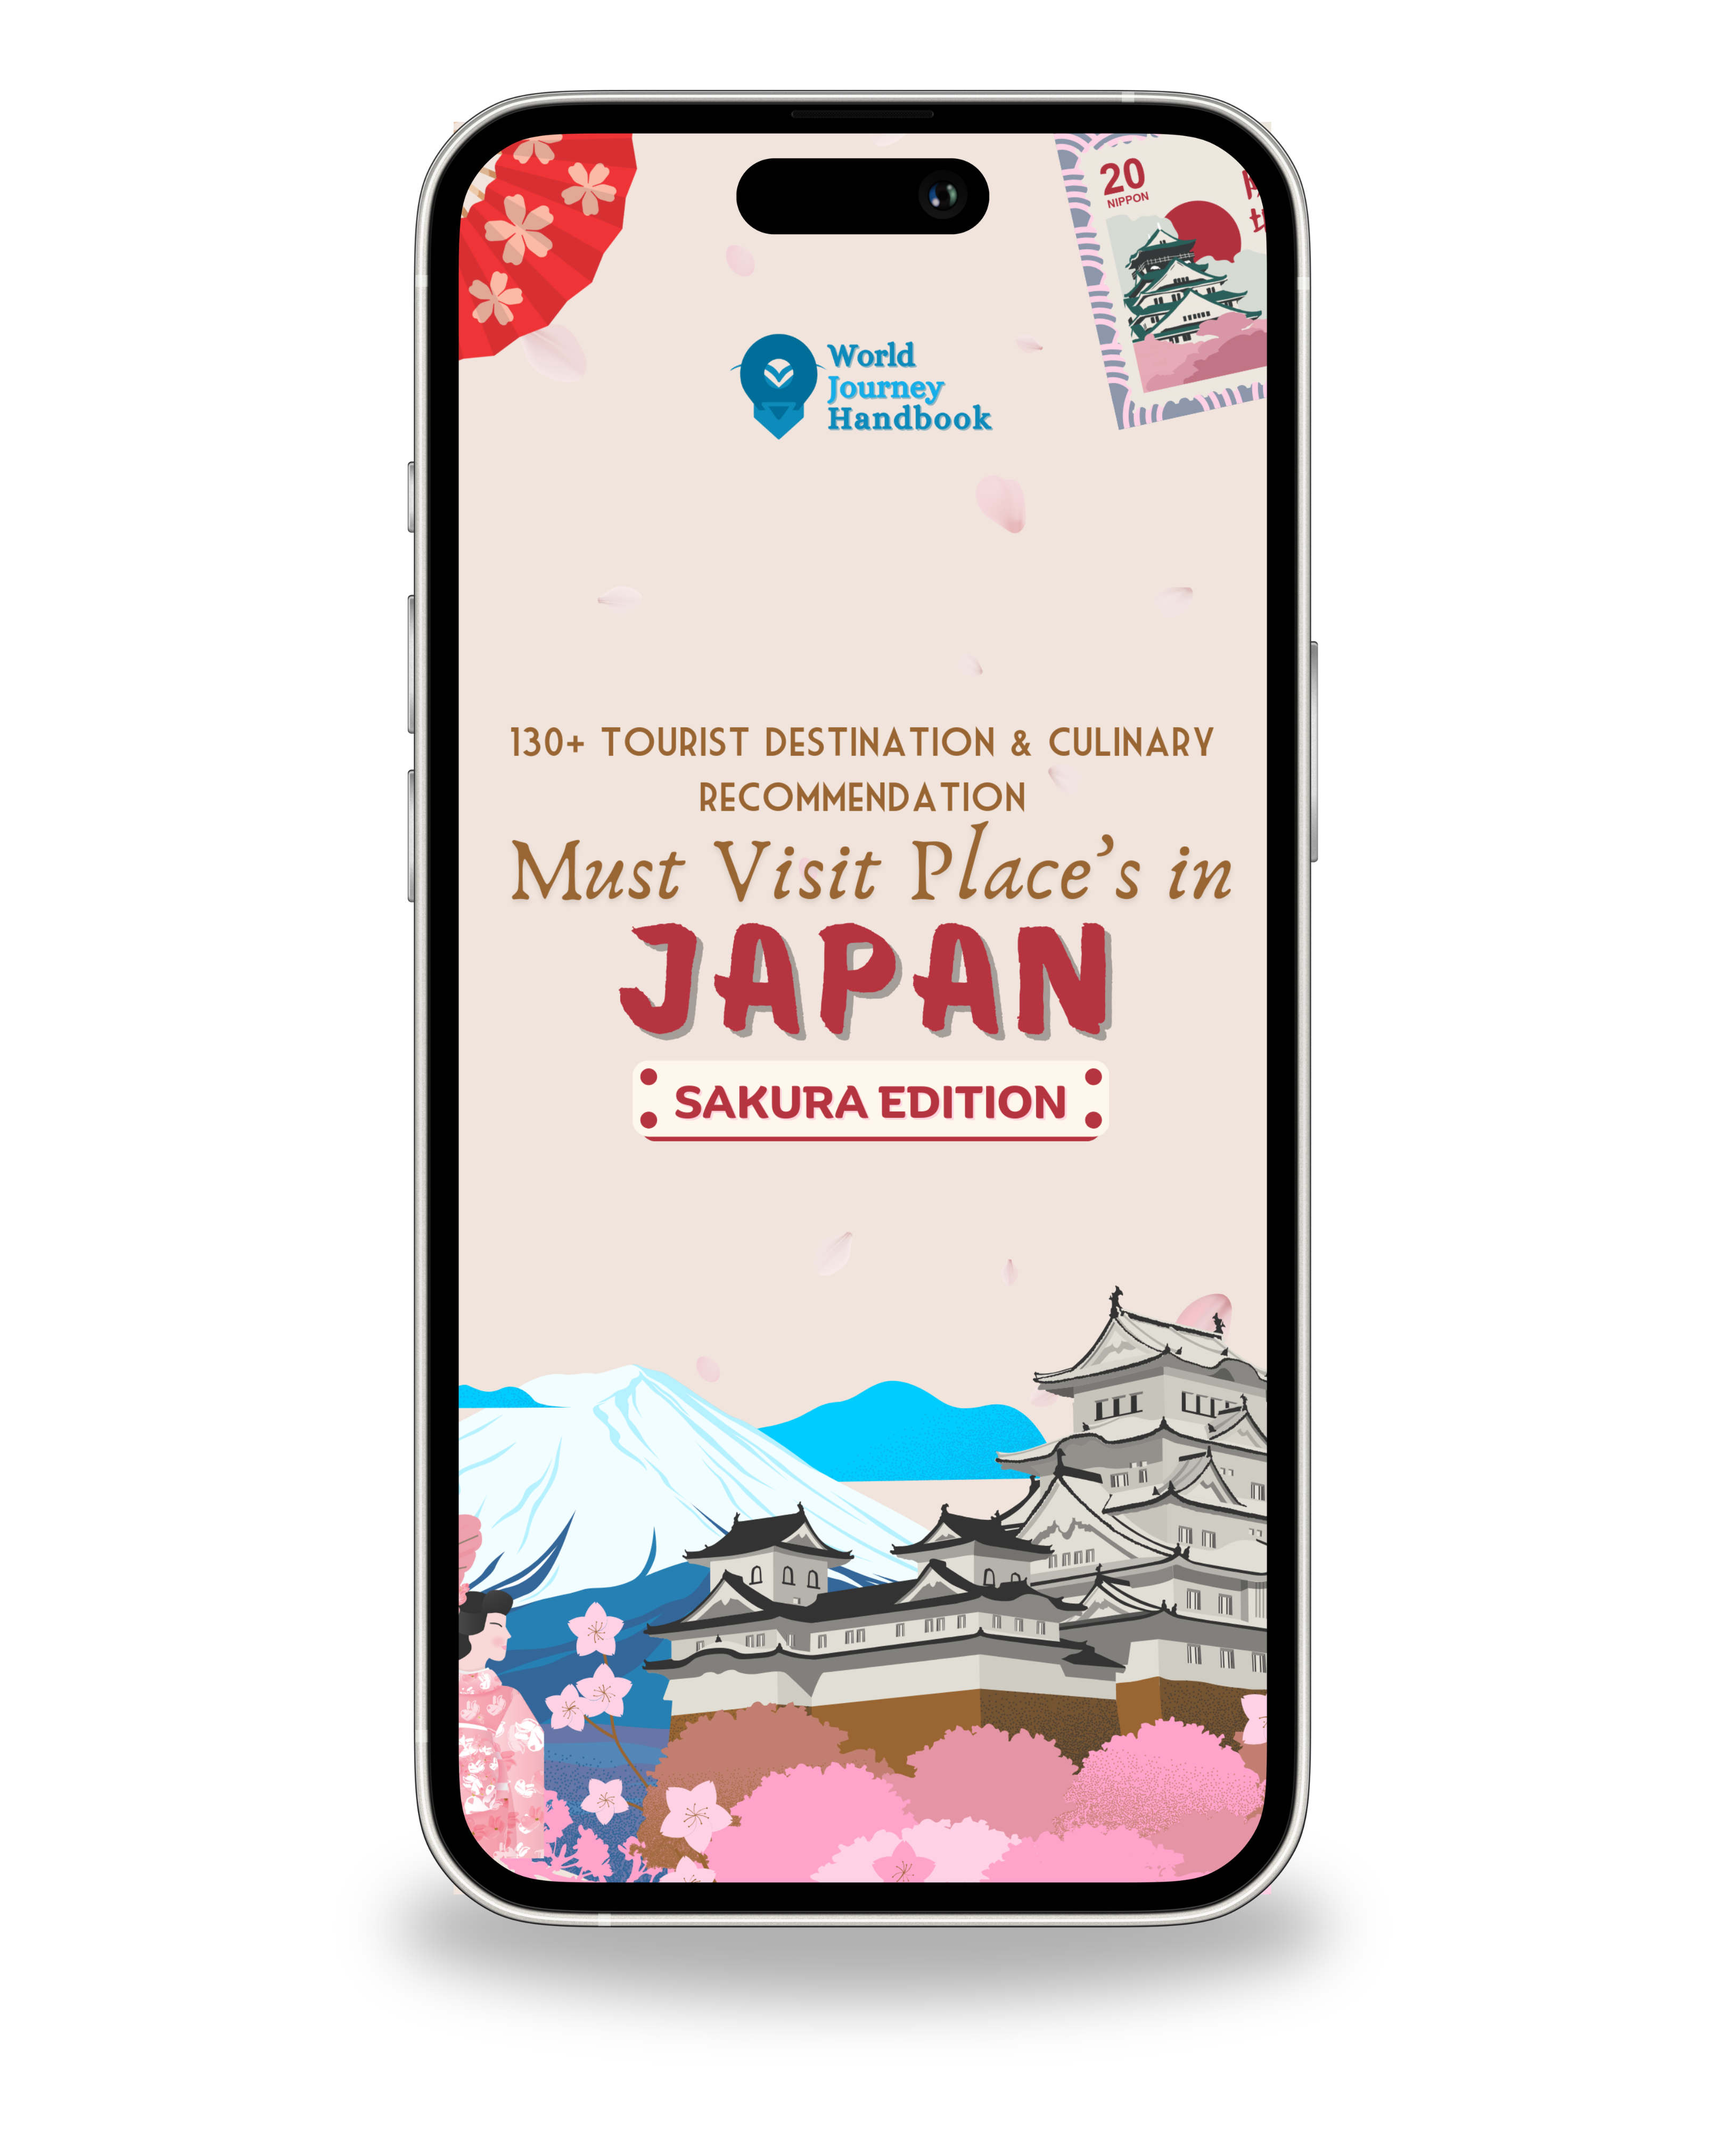 20
NIPPON
World
Journey
Handbook
130+ TOURIST DESTINATION & CULINARY
RECOMMENDATION
Must Visit Place's in
JAPAN
SAKURA EDITION